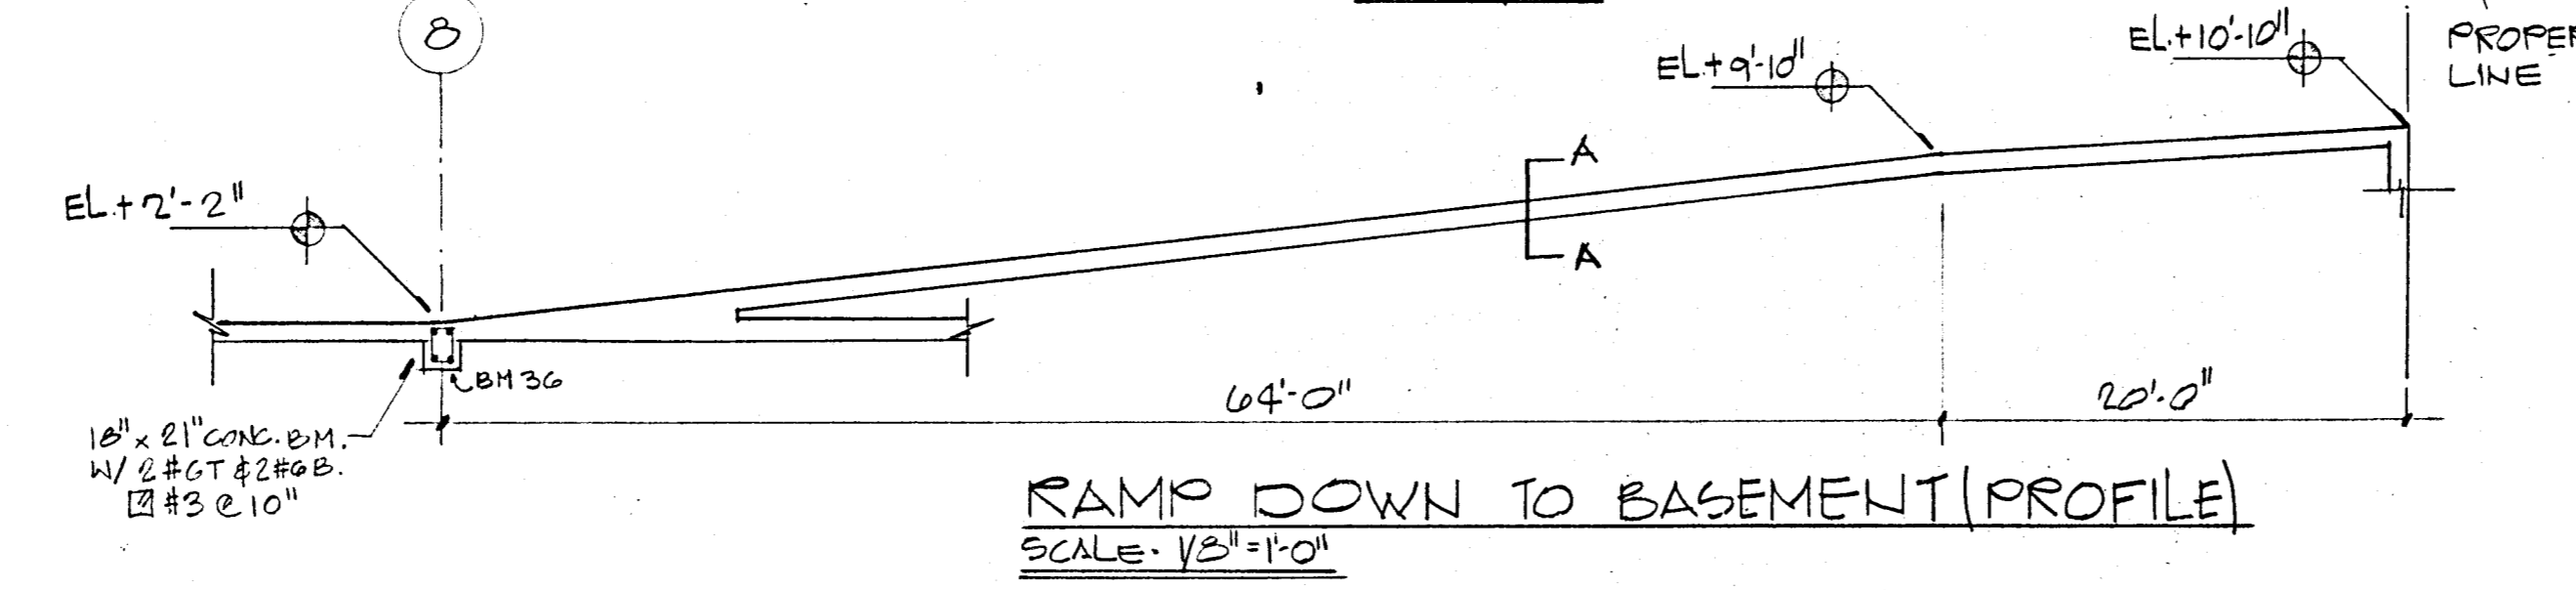 8
EL.+10'-10"
PROPER
LINE
EL.+9'-10"
A
A
EL.+2'-2"
BM 36
64'-0"
20'-0"
18" x 21" CONC. BM.
W/ 2 #6T & 2 #6B.
#3 @ 10"
RAMP DOWN TO BASEMENT (PROFILE)
SCALE. 1/8"=1'-0"